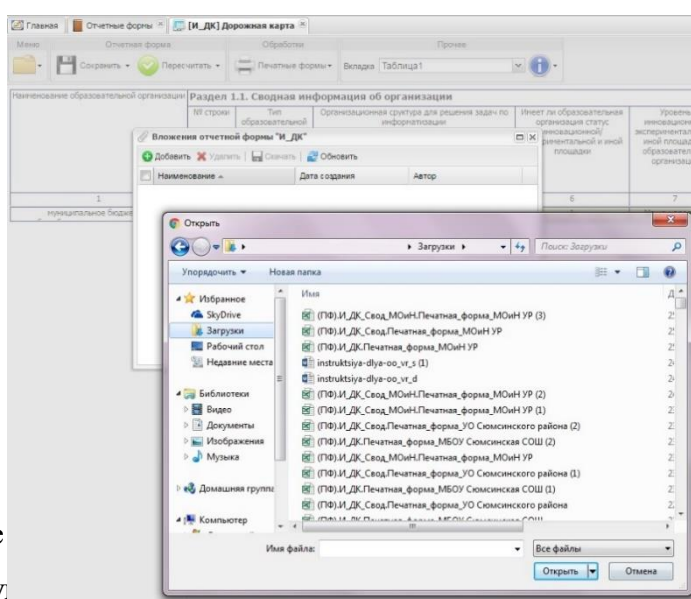 Главная Отчетные формы [И_ДК] Дорожная карта
Меню Отчетная форма Обработки Прочее
Сохранить Пересчитать Печатные формы Вкладка Таблица1
Наименование образовательной организации Раздел 1.1. Сводная информация об организации
№ строки Тип образовательной Организационная структура для решения задач по информатизации Имеет ли образовательная организация статус инновационной/ экспериментальной и иной площадки Уровень
Вложения отчетной формы "И_ДК"
Добавить Удалить Скачать Обновить
Наименование Дата создания Автор
1 6 7
муниципальное
Открыть
Загрузки Поиск: Загрузки
Упорядочить Новая папка
Избранное
SkyDrive
Загрузки
Рабочий стол
Недавние места
Библиотеки
Видео
Документы
Изображения
Музыка
Домашняя группа
Компьютер
Имя
(ПФ).И_ДК_Свод_МОиН.Печатная_форма_МОиН УР (3)
(ПФ).И_ДК_Свод.Печатная_форма_МОиН УР
(ПФ).И_ДК.Печатная_форма_МОиН УР
instruktsiya-dlya-oo_vr_s (1)
instruktsiya-dlya-oo_vr_d
(ПФ).И_ДК_Свод_МОиН.Печатная_форма_МОиН УР (2)
(ПФ).И_ДК_Свод_МОиН.Печатная_форма_МОиН УР (1)
(ПФ).И_ДК_Свод.Печатная_форма_УО Сюмсинского района (2)
(ПФ).И_ДК.Печатная_форма_МБОУ Сюмсинская СОШ (2)
(ПФ).И_ДК_Свод_МОиН.Печатная_форма_МОиН УР
(ПФ).И_ДК_Свод.Печатная_форма_УО Сюмсинского района (1)
(ПФ).И_ДК.Печатная_форма_МБОУ Сюмсинская СОШ (1)
(ПФ).И_ДК_Свод.Печатная_форма_УО Сюмсинского района
Имя файла: Все файлы
Открыть Отмена